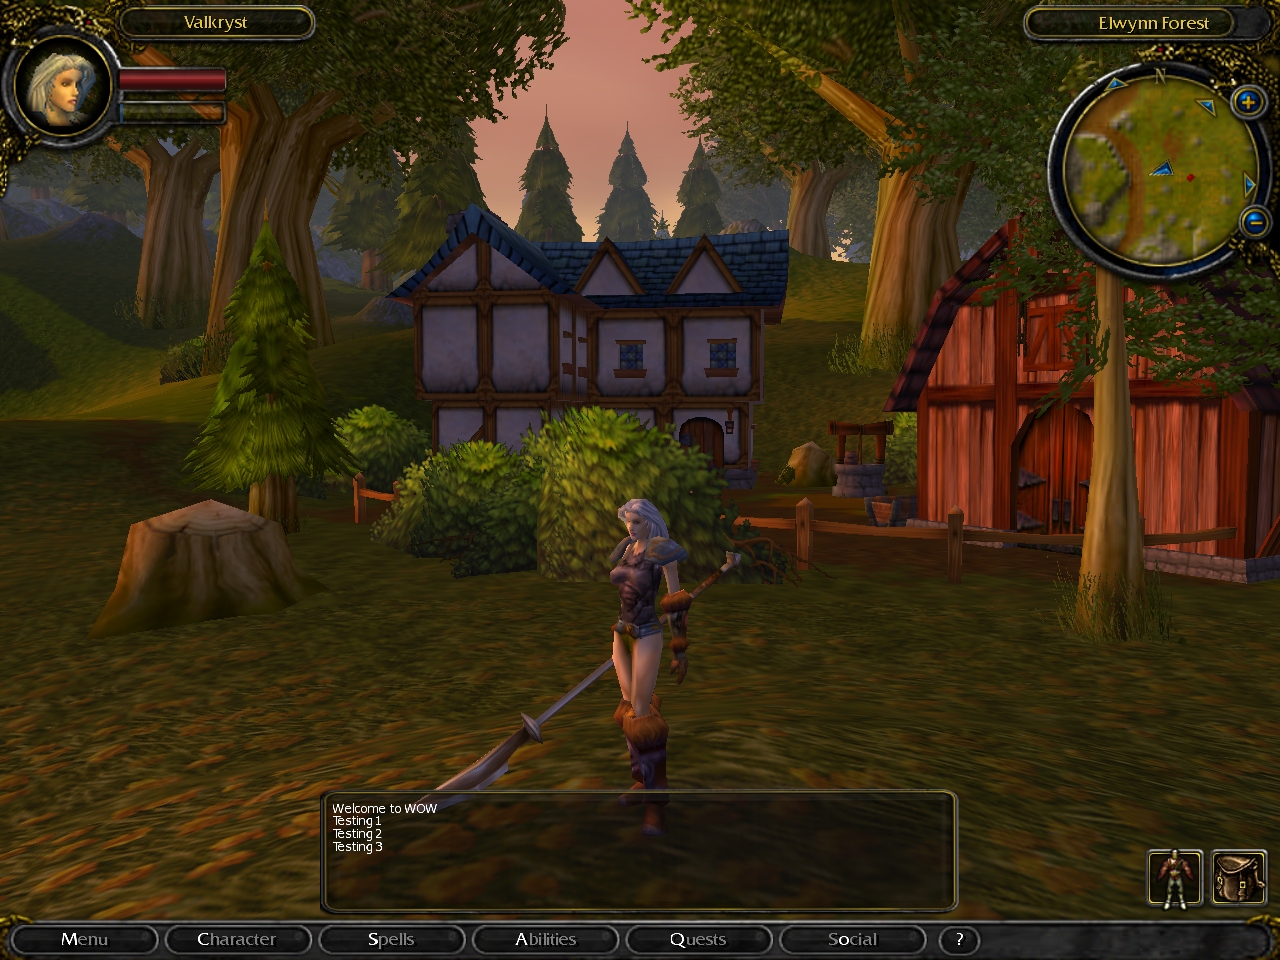 Valkryst
Elwynn Forest
N
Welcome to WOW
Testing 1
Testing 2
Testing 3
Menu
Character
Spells
Abilities
Quests
Social
?